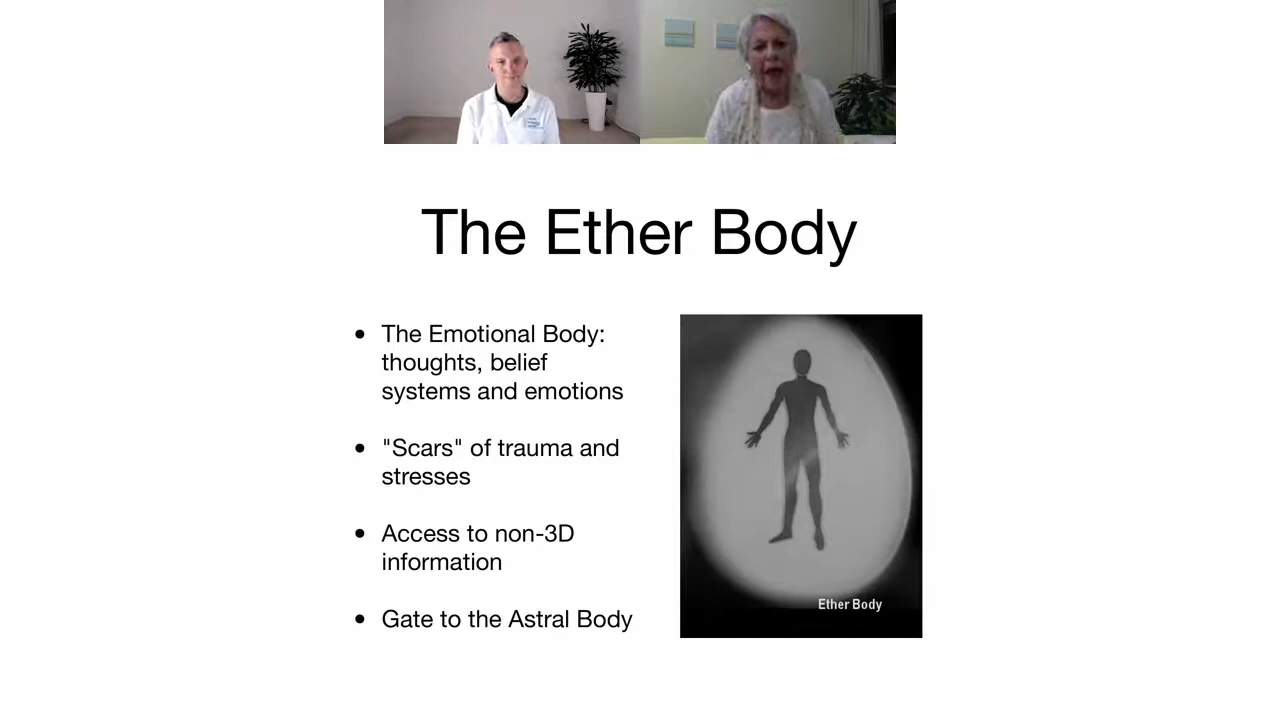 The Ether Body
• The Emotional Body:
thoughts, belief
systems and emotions
• "Scars" of trauma and
stresses
• Access to non-3D
information
• Gate to the Astral Body
Ether Body